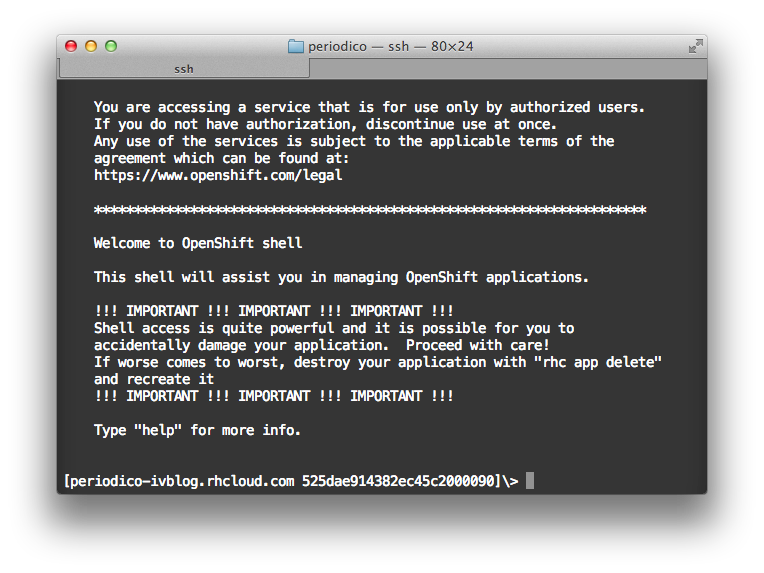 periodico — ssh — 80×24
ssh
You are accessing a service that is for use only by authorized users.
If you do not have authorization, discontinue use at once.
Any use of the services is subject to the applicable terms of the
agreement which can be found at:
https://www.openshift.com/legal
*********************************************************************
Welcome to OpenShift shell
This shell will assist you in managing OpenShift applications.
!!! IMPORTANT !!! IMPORTANT !!! IMPORTANT !!!
Shell access is quite powerful and it is possible for you to
accidentally damage your application.  Proceed with care!
If worse comes to worst, destroy your application with "rhc app delete"
and recreate it
!!! IMPORTANT !!! IMPORTANT !!! IMPORTANT !!!
Type "help" for more info.
[periodico-ivblog.rhcloud.com 525dae914382ec45c2000090]\>